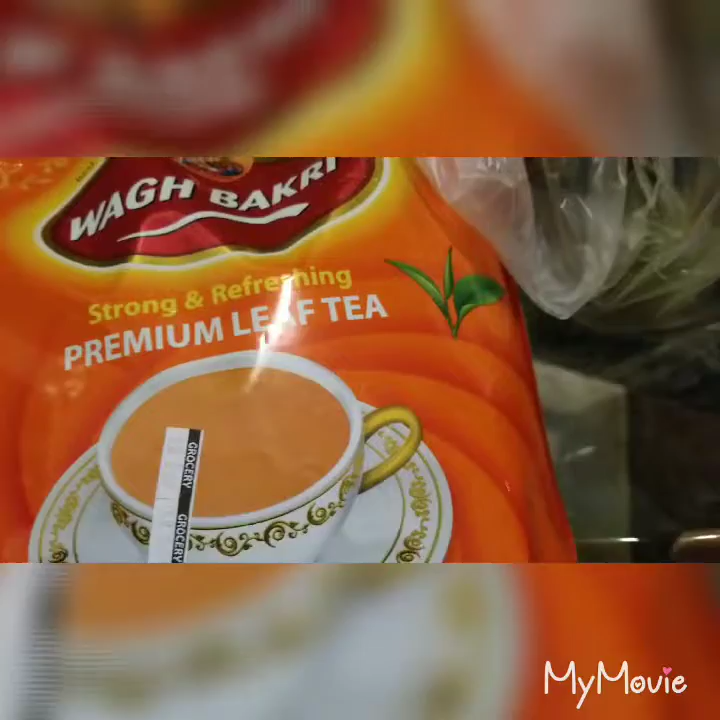 WAGH BAKRI
Strong & Refreshing
PREMIUM LEAF TEA
GROCERY
GROCERY
MyMovie